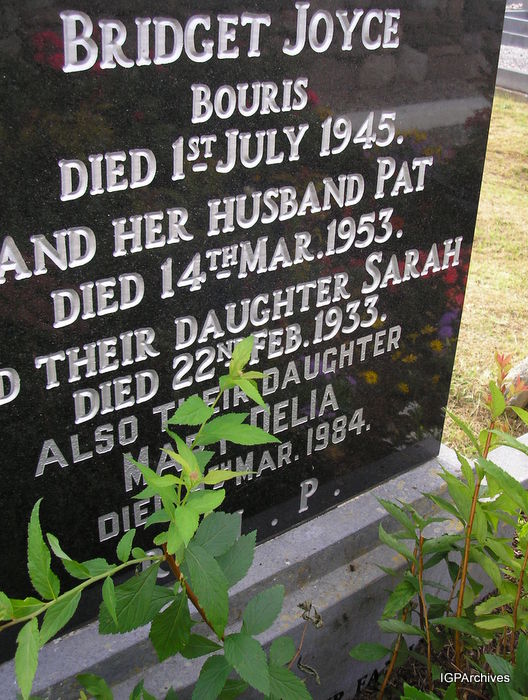 BRIDGET JOYCE
BOURIS
DIED 1ST JULY 1945.
AND HER HUSBAND PAT
DIED 14TH MAR. 1953.
D THEIR DAUGHTER SARAH
DIED 22ND FEB. 1933.
ALSO THEIR DAUGHTER
DELIA
MAR. 1984.
. P.
IGPArchives